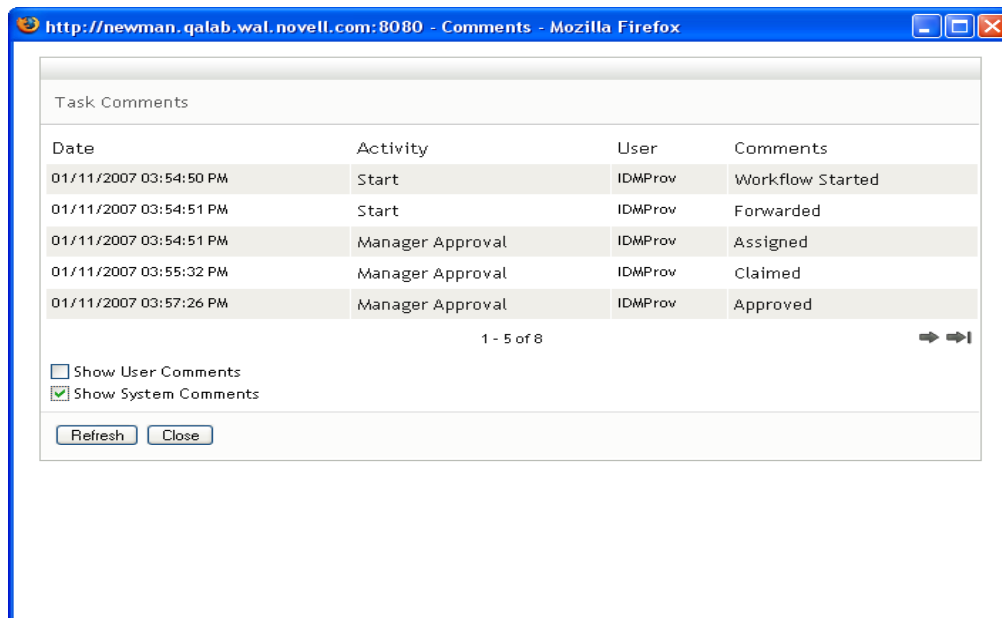 http://newman.qalab.wal.novell.com:8080 - Comments - Mozilla Firefox
Task Comments
Date Activity User Comments
01/11/2007 03:54:50 PM Start IDMProv Workflow Started
01/11/2007 03:54:51 PM Start IDMProv Forwarded
01/11/2007 03:54:51 PM Manager Approval IDMProv Assigned
01/11/2007 03:55:32 PM Manager Approval IDMProv Claimed
01/11/2007 03:57:26 PM Manager Approval IDMProv Approved
1 - 5 of 8
Show User Comments
Show System Comments
Refresh Close